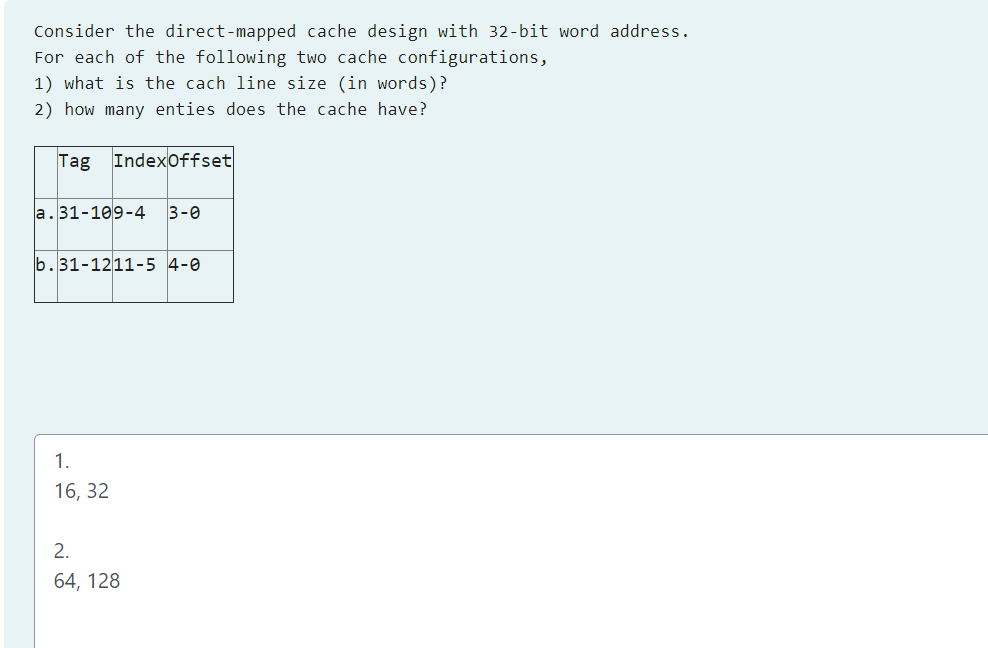 Consider the direct-mapped cache design with 32-bit word address.
For each of the following two cache configurations,
1) what is the cach line size (in words)?
2) how many enties does the cache have?
Tag Index Offset
a. 31-10 9-4 3-0
b. 31-12 11-5 4-0
1.
16, 32
2.
64, 128